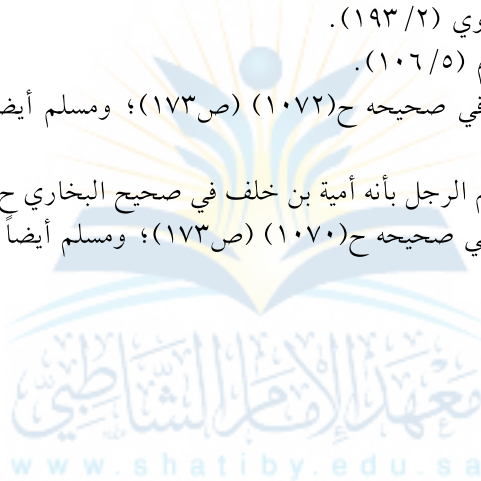 وي (٢/ ١٩٣).
م (٥/ ١٠٦).
في صحيحه ح(١٠٧٢) (ص١٧٣)؛ ومسلم أيض
م الرجل بأنه أمية بن خلف في صحيح البخاري ح
ي صحيحه ح(١٠٧٠) (ص١٧٣)؛ ومسلم أيضاً
معهد الإمام الشاطبي
www.shatiby.edu.sa